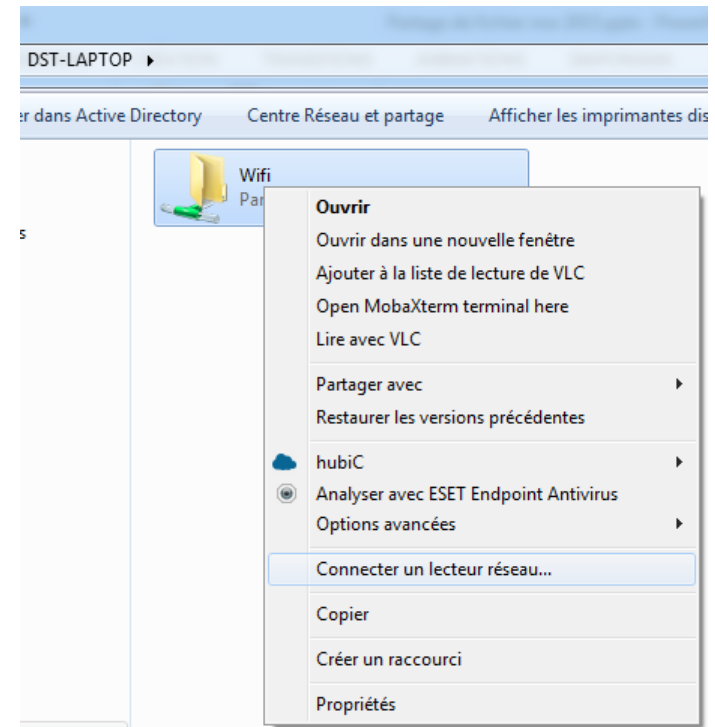 DST-LAPTOP
er dans Active Directory Centre Réseau et partage Afficher les imprimantes dis
s
Wifi
Par
Ouvrir
Ouvrir dans une nouvelle fenêtre
Ajouter à la liste de lecture de VLC
Open MobaXterm terminal here
Lire avec VLC
Partager avec
Restaurer les versions précédentes
hubiC
Analyser avec ESET Endpoint Antivirus
Options avancées
Connecter un lecteur réseau...
Copier
Créer un raccourci
Propriétés